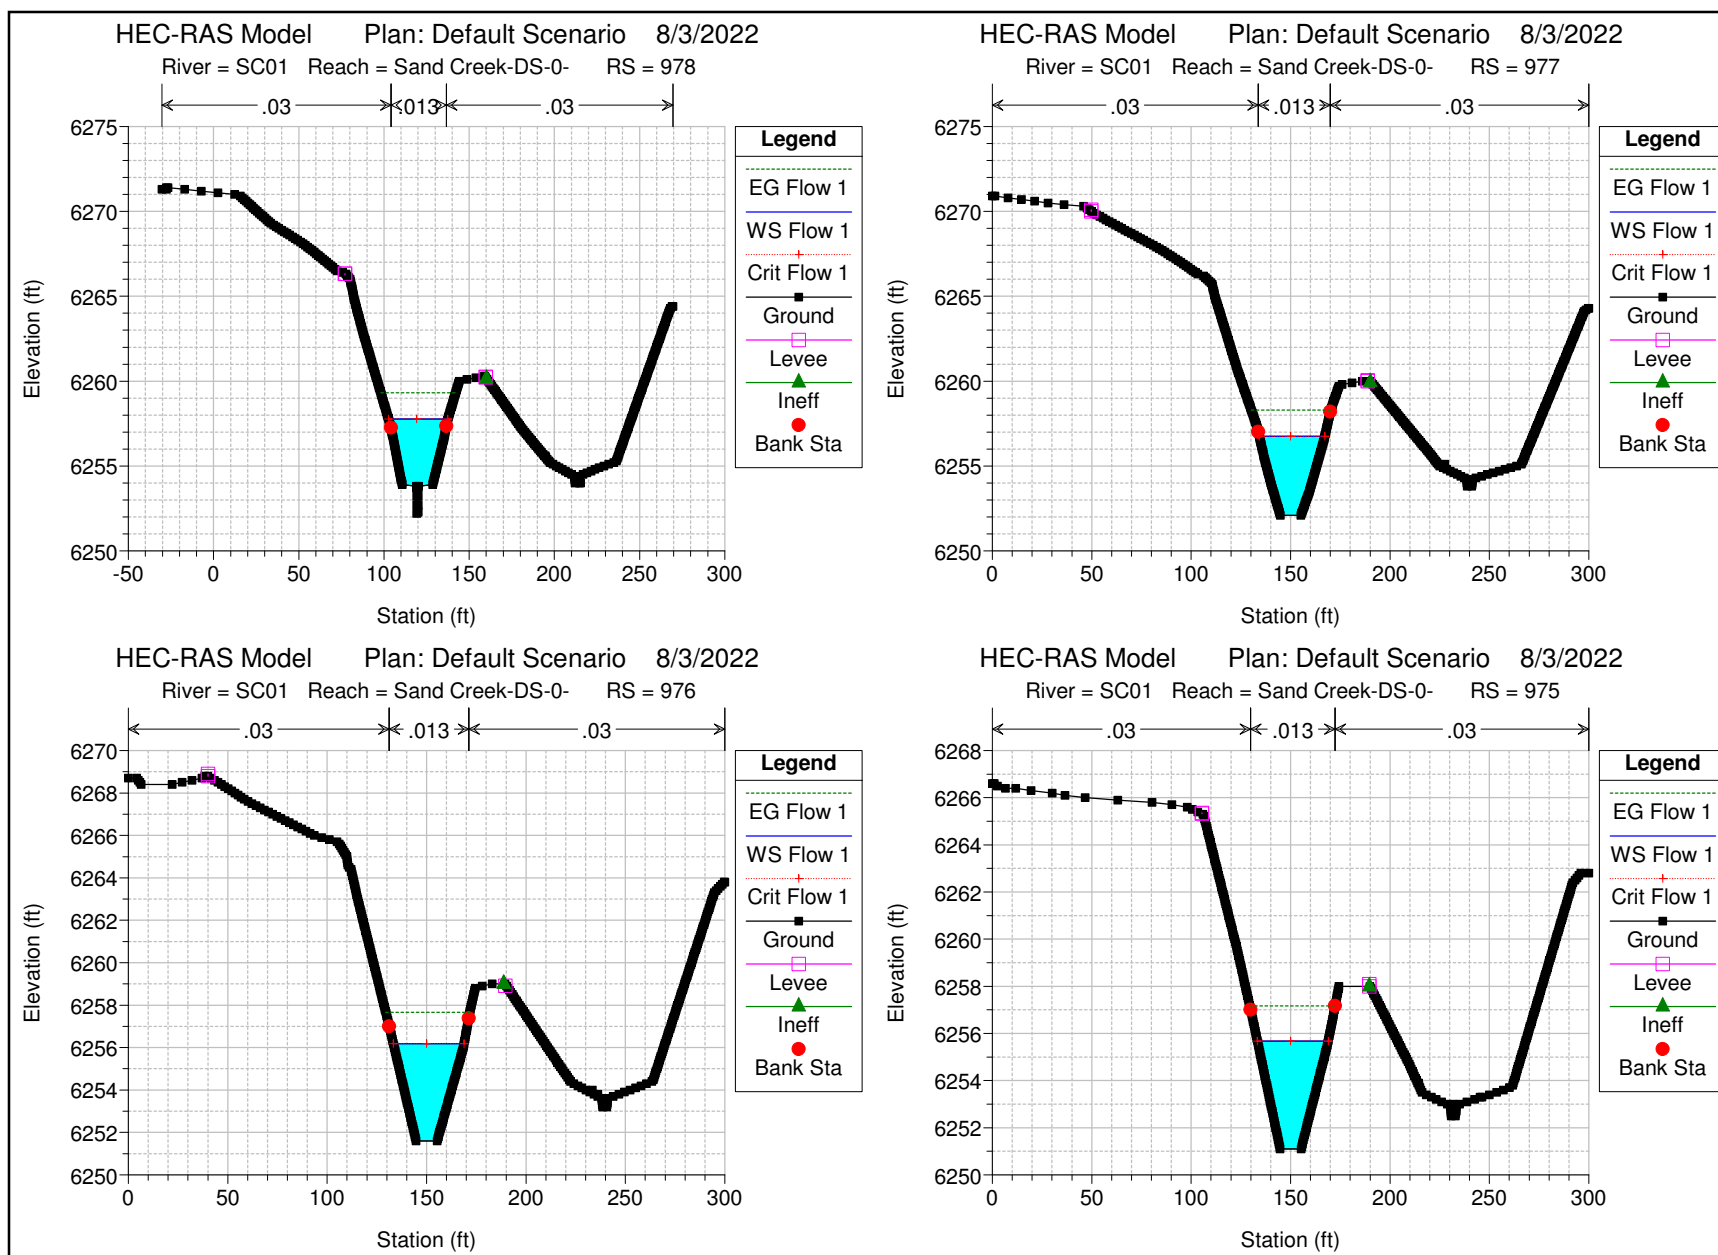 HEC-RAS Model Plan: Default Scenario 8/3/2022
River = SC01 Reach = Sand Creek-DS-0- RS = 978
.03 .013 .03
6275
6270
6265
6260
6255
6250
-50 0 50 100 150 200 250 300
Station (ft)
Elevation (ft)
Legend
EG Flow 1
WS Flow 1
Crit Flow 1
Ground
Levee
Ineff
Bank Sta
HEC-RAS Model Plan: Default Scenario 8/3/2022
River = SC01 Reach = Sand Creek-DS-0- RS = 977
.03 .013 .03
6275
6270
6265
6260
6255
6250
0 50 100 150 200 250 300
Station (ft)
Elevation (ft)
Legend
EG Flow 1
WS Flow 1
Crit Flow 1
Ground
Levee
Ineff
Bank Sta
HEC-RAS Model Plan: Default Scenario 8/3/2022
River = SC01 Reach = Sand Creek-DS-0- RS = 976
.03 .013 .03
6270
6268
6266
6264
6262
6260
6258
6256
6254
6252
6250
0 50 100 150 200 250 300
Station (ft)
Elevation (ft)
Legend
EG Flow 1
WS Flow 1
Crit Flow 1
Ground
Levee
Ineff
Bank Sta
HEC-RAS Model Plan: Default Scenario 8/3/2022
River = SC01 Reach = Sand Creek-DS-0- RS = 975
.03 .013 .03
6268
6266
6264
6262
6260
6258
6256
6254
6252
6250
0 50 100 150 200 250 300
Station (ft)
Elevation (ft)
Legend
EG Flow 1
WS Flow 1
Crit Flow 1
Ground
Levee
Ineff
Bank Sta